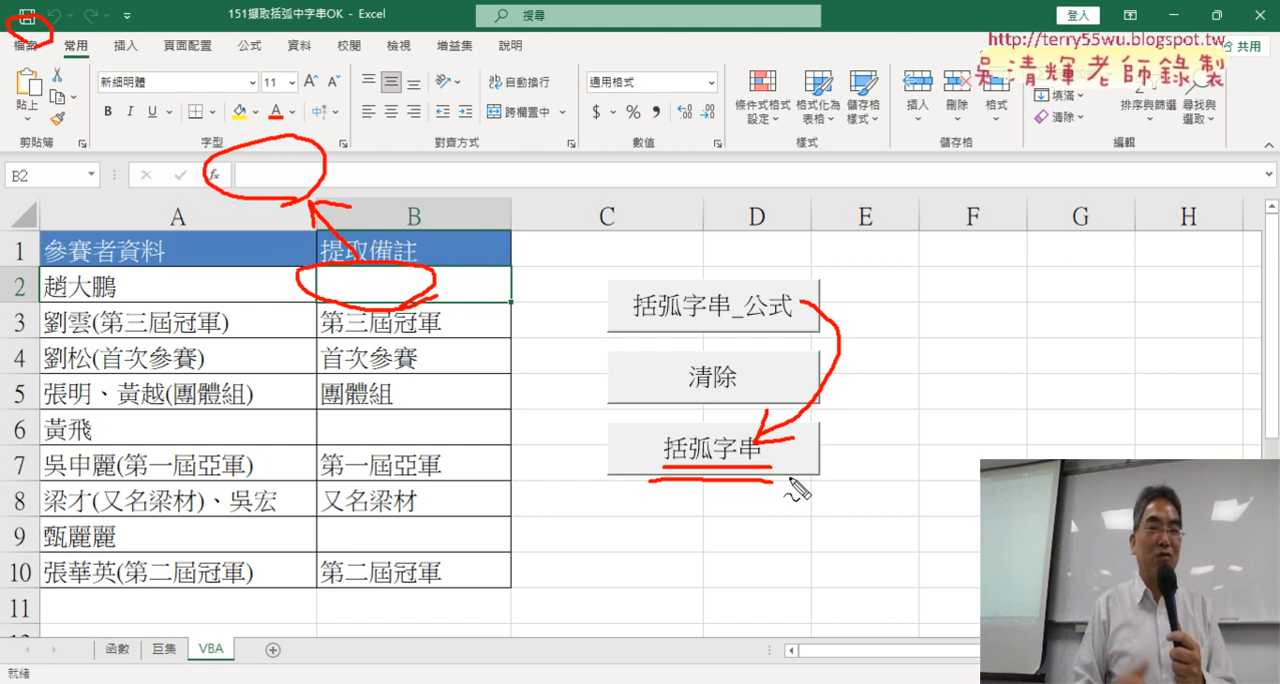 151擷取括弧中字串OK - Excel
搜尋
登入
檔案 常用 插入 頁面配置 公式 資料 校閱 檢視 增益集 說明
共用
http://terry55wu.blogspot.tw
吳清輝老師錄製
貼上
新細明體 11
B I U
中
自動換行
跨欄置中
通用格式
$ % ,
條件式格式設定
格式化為表格
儲存格樣式
插入 刪除 格式
填滿
清除
排序與篩選
尋找與選取
剪貼簿 字型 對齊方式 數值 樣式 儲存格 編輯
B2
fx
A B C D E F G H
1 參賽者資料 提取備註
2 趙大鵬
3 劉雲(第三屆冠軍) 第三屆冠軍
4 劉松(首次參賽) 首次參賽
5 張明、黃越(團體組) 團體組
6 黃飛
7 吳申麗(第一屆亞軍) 第一屆亞軍
8 梁才(又名梁材)、吳宏 又名梁材
9 甄麗麗
10 張華英(第二屆冠軍) 第二屆冠軍
11
括弧字串_公式
清除
括弧字串
函數 巨集 VBA
就緒